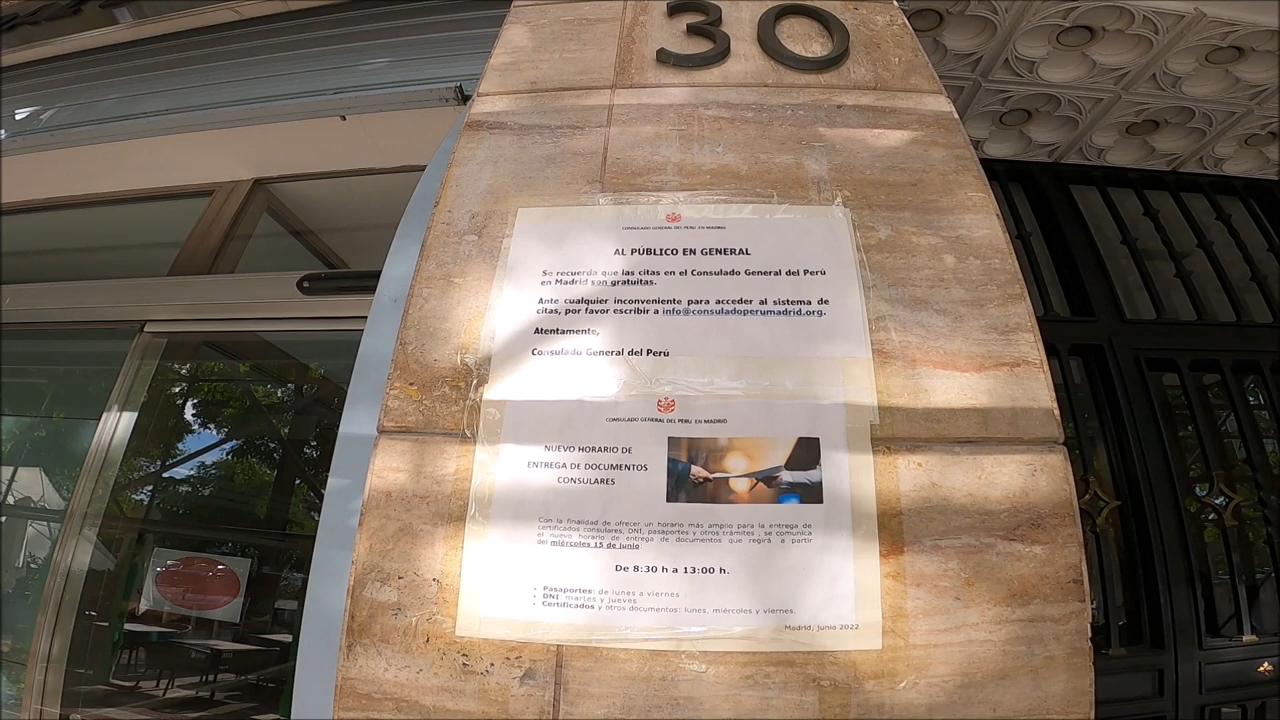 30
CONSULADO GENERAL DEL PERÚ EN MADRID
AL PÚBLICO EN GENERAL
Se recuerda que las citas en el Consulado General del Perú
en Madrid son gratuitas.
Ante cualquier inconveniente para acceder al sistema de
citas, por favor escribir a info@consuladoperumadrid.org.
Atentamente,
Consulado General del Perú
CONSULADO GENERAL DEL PERU EN MADRID
NUEVO HORARIO DE
ENTREGA DE DOCUMENTOS
CONSULARES
Con la finalidad de ofrecer un horario más amplio para la entrega de
certificados consulares, DNI, pasaportes y otros trámites , se comunica
el nuevo horario de entrega de documentos que regirá a partir
del miércoles 15 de junio:
De 8:30 h a 13:00 h.
• Pasaportes: de lunes a viernes :
• DNI: martes y jueves
• Certificados y otros documentos: lunes, miércoles y viernes.
Madrid, junio 2022